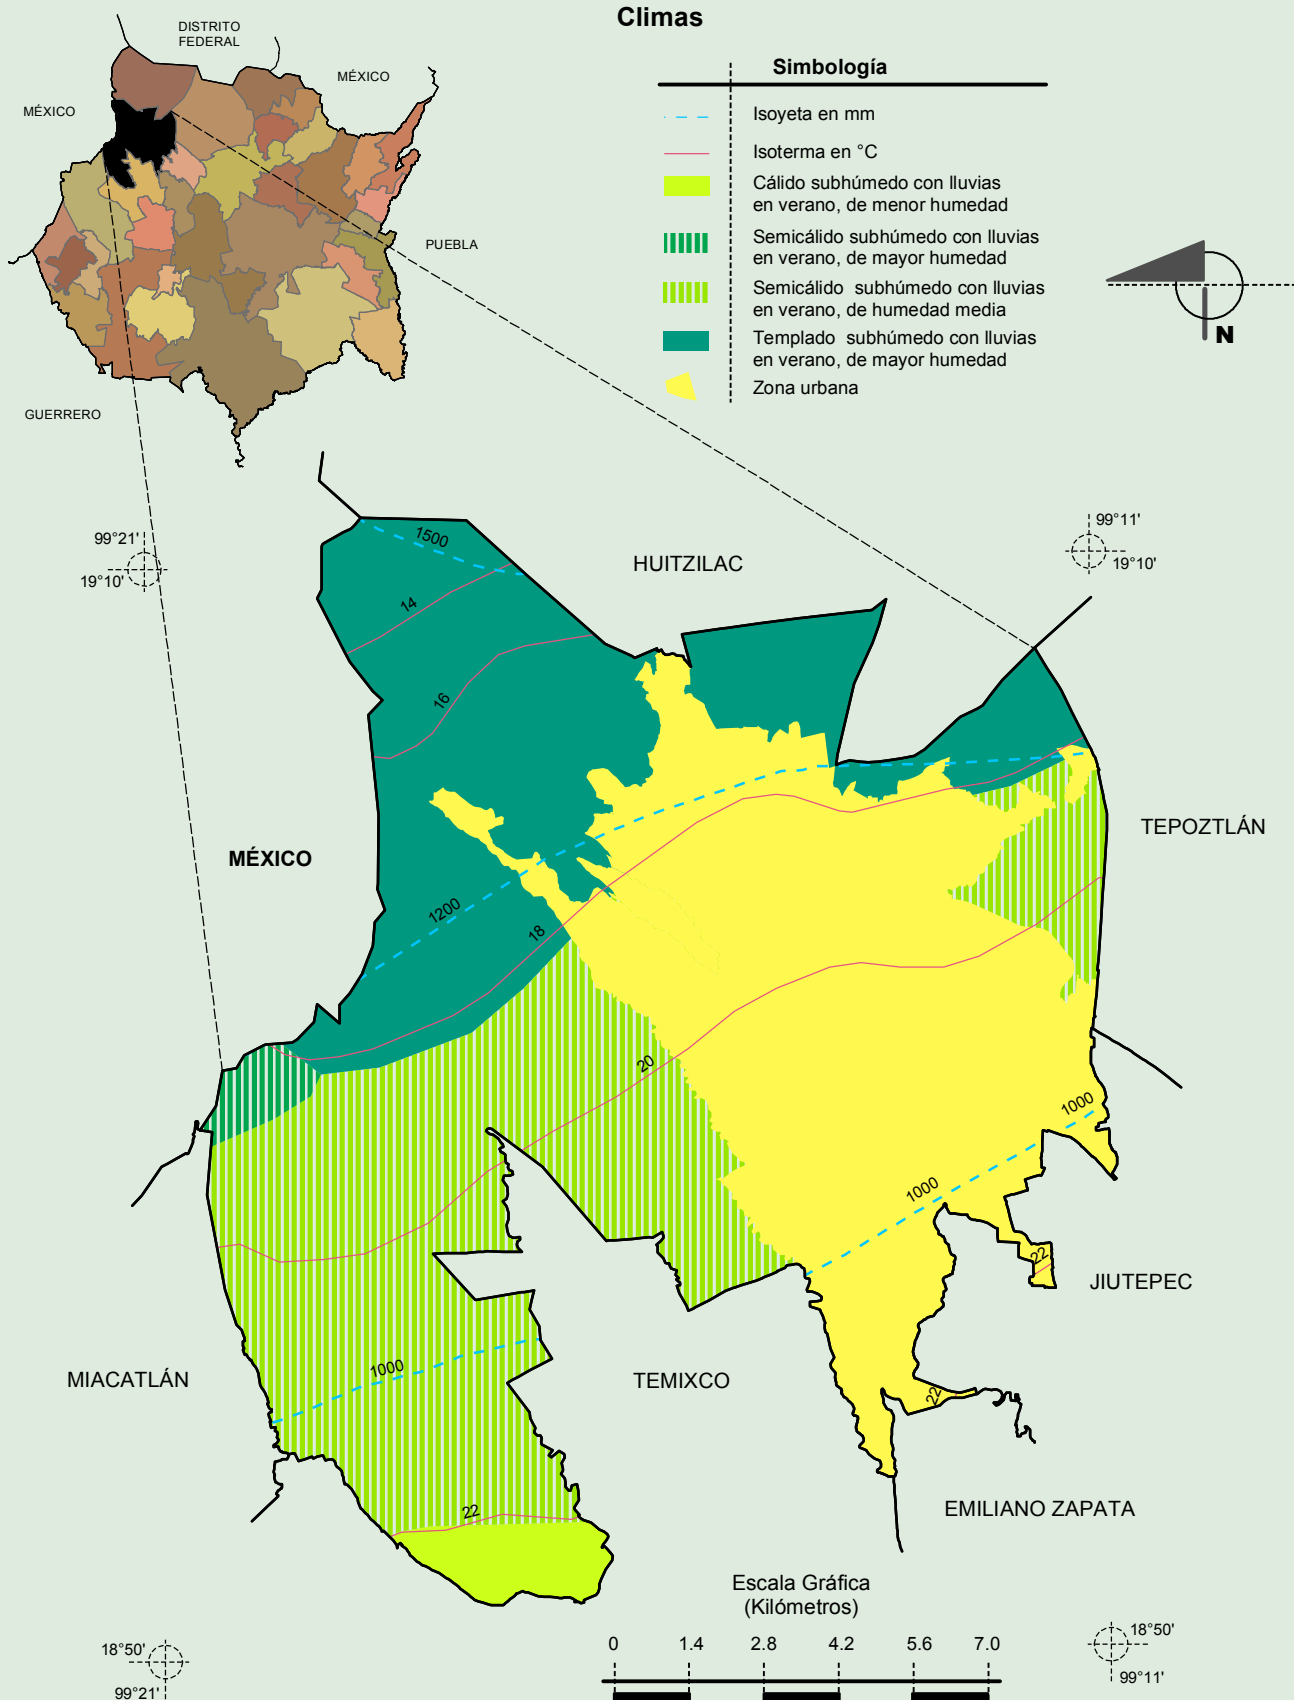 Climas
DISTRITO
FEDERAL
MÉXICO
MÉXICO
PUEBLA
GUERRERO
Simbología
Isoyeta en mm
Isoterma en °C
Cálido subhúmedo con lluvias
en verano, de menor humedad
Semicálido subhúmedo con lluvias
en verano, de mayor humedad
Semicálido subhúmedo con lluvias
en verano, de humedad media
Templado subhúmedo con lluvias
en verano, de mayor humedad
Zona urbana
N
99°21'
19°10'
99°11'
19°10'
1500
HUITZILAC
14
16
TEPOZTLÁN
MÉXICO
1200
18
20
1000
1000
22
JIUTEPEC
MIACATLÁN
1000
TEMIXCO
22
22
EMILIANO ZAPATA
Escala Gráfica
(Kilómetros)
0 1.4 2.8 4.2 5.6 7.0
18°50'
99°21'
18°50'
99°11'